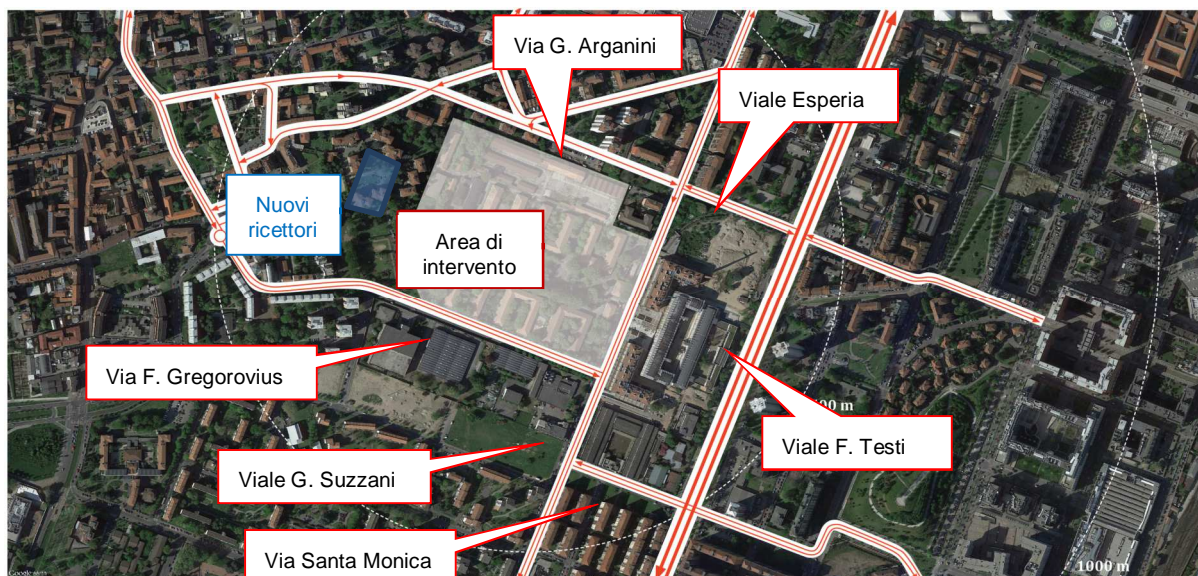 Via G. Arganini
Viale Esperia
Nuovi
ricettori
Area di
intervento
Via F. Gregorovius
Viale F. Testi
Viale G. Suzzani
Via Santa Monica
1000 m